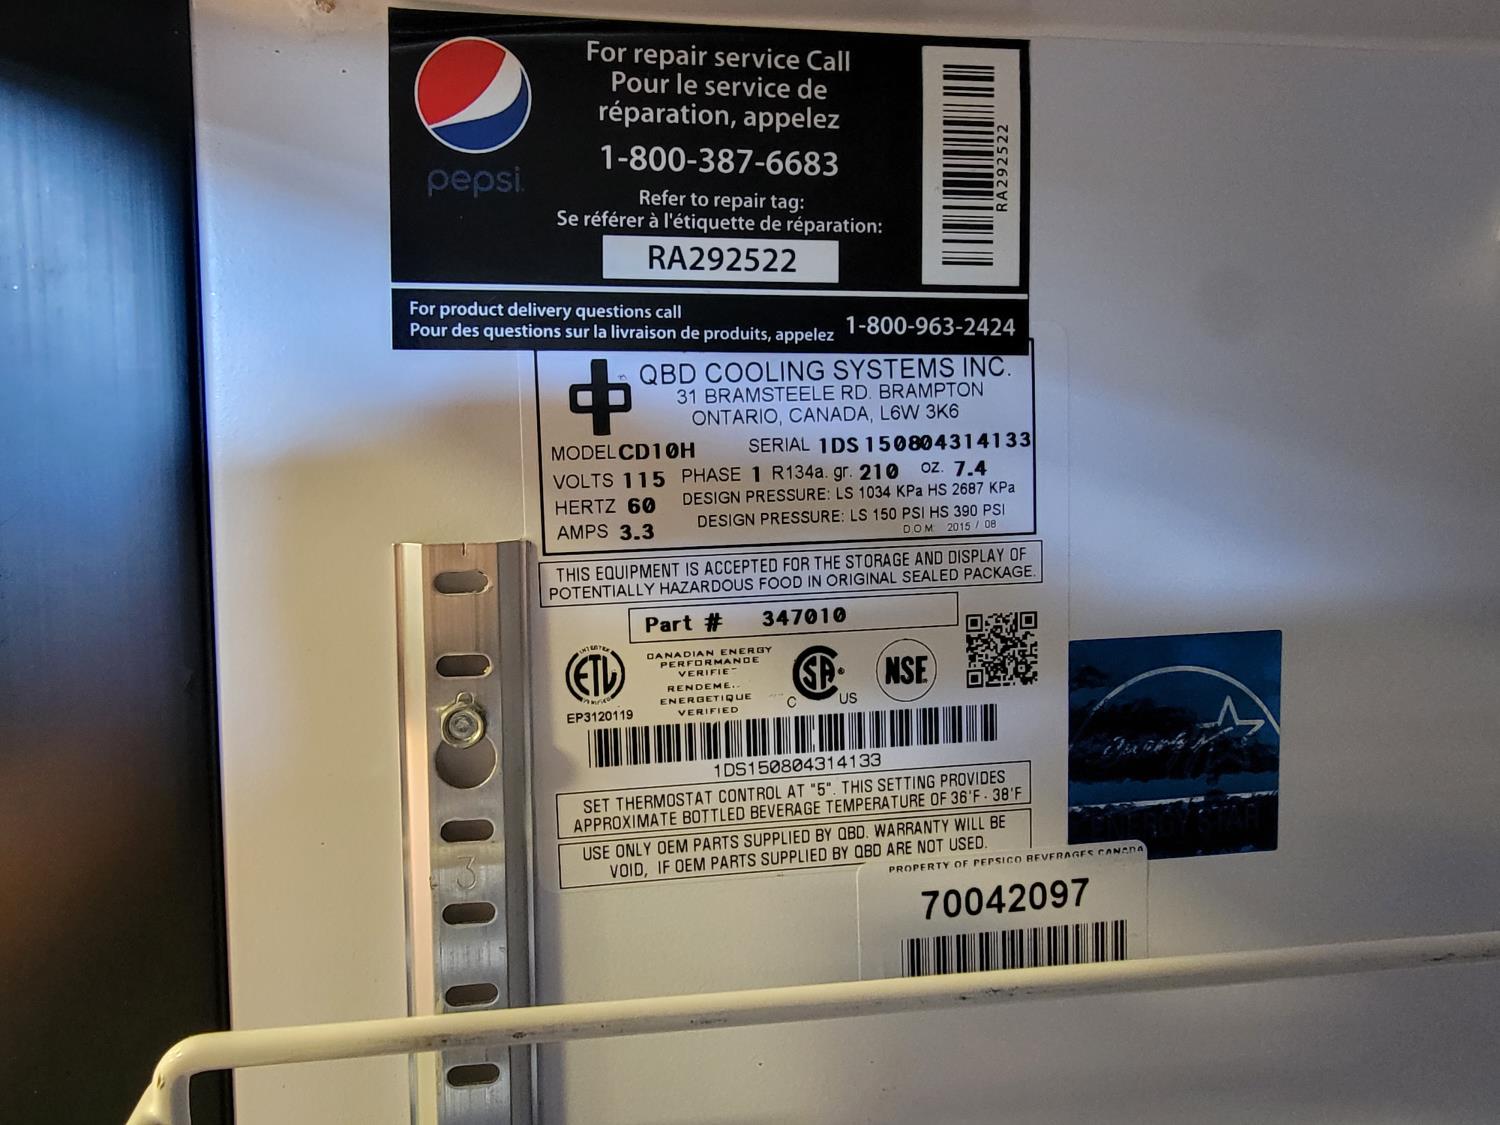 For repair service Call
Pour le service de
réparation, appelez
1-800-387-6683
pepsi
Refer to repair tag:
Se référer à l'étiquette de réparation:
RA292522
RA292522
For product delivery questions call
Pour des questions sur la livraison de produits, appelez 1-800-963-2424
QBD COOLING SYSTEMS INC.
31 BRAMSTEELE RD. BRAMPTON
ONTARIO, CANADA, L6W 3K6
MODEL CD10H SERIAL 1DS150804314133
VOLTS 115 PHASE 1 R134a. gr. 210 OZ. 7.4
HERTZ 60 DESIGN PRESSURE: LS 1034 KPa HS 2687 KPa
AMPS 3.3 DESIGN PRESSURE: LS 150 PSI HS 390 PSI
D.O.M. 2015 / 08
THIS EQUIPMENT IS ACCEPTED FOR THE STORAGE AND DISPLAY OF
POTENTIALLY HAZARDOUS FOOD IN ORIGINAL SEALED PACKAGE.
Part # 347010
INTERTEK
ETL
EP3120119
CANADIAN ENERGY
PERFORMANCE
VERIFIE
RENDEME..
ENERGETIQUE
VERIFIED
C SA US
NSF
1DS150804314133
SET THERMOSTAT CONTROL AT "5". THIS SETTING PROVIDES
APPROXIMATE BOTTLED BEVERAGE TEMPERATURE OF 36°F - 38°F
USE ONLY OEM PARTS SUPPLIED BY QBD. WARRANTY WILL BE
VOID, IF OEM PARTS SUPPLIED BY QBD ARE NOT USED.
ENERGY STAR
3
PROPERTY OF PEPSICO BEVERAGES CANADA
70042097